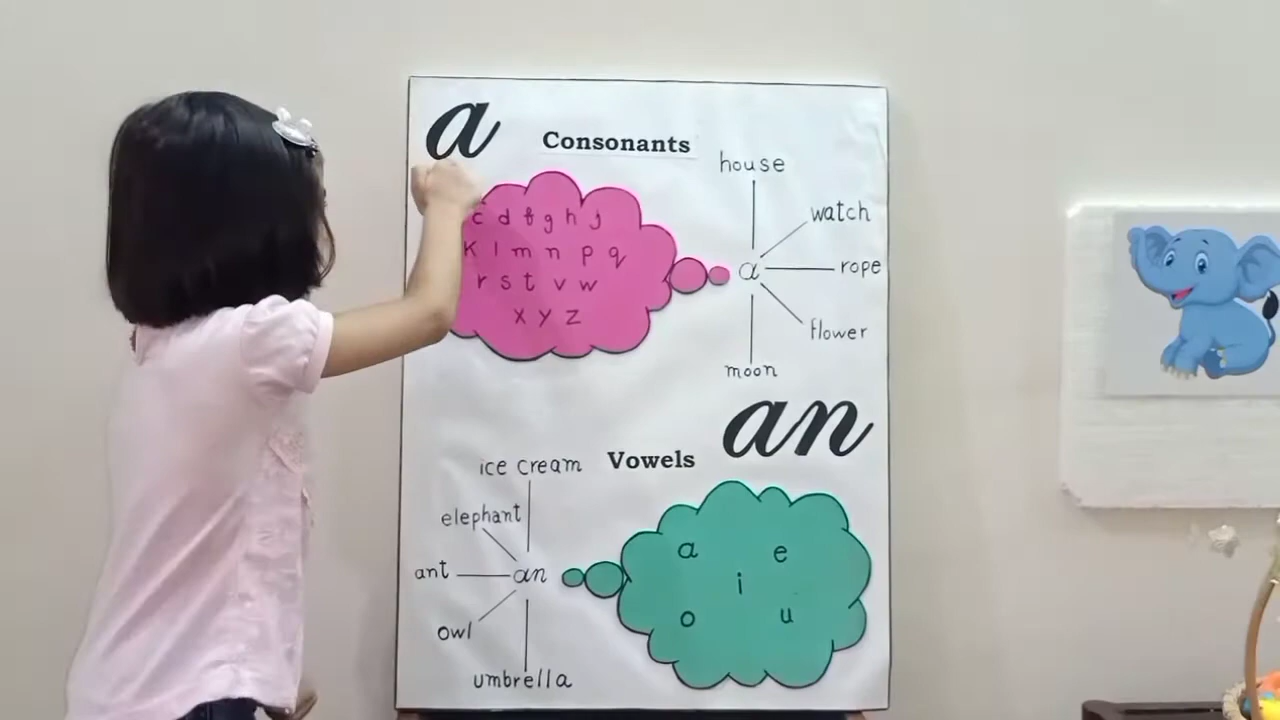 a
Consonants
c d f g h j
k l m n p q
r s t v w
x y z
a
house
watch
rope
flower
moon
an
Vowels
ice cream
elephant
ant
owl
umbrella
an
a e
i
o u